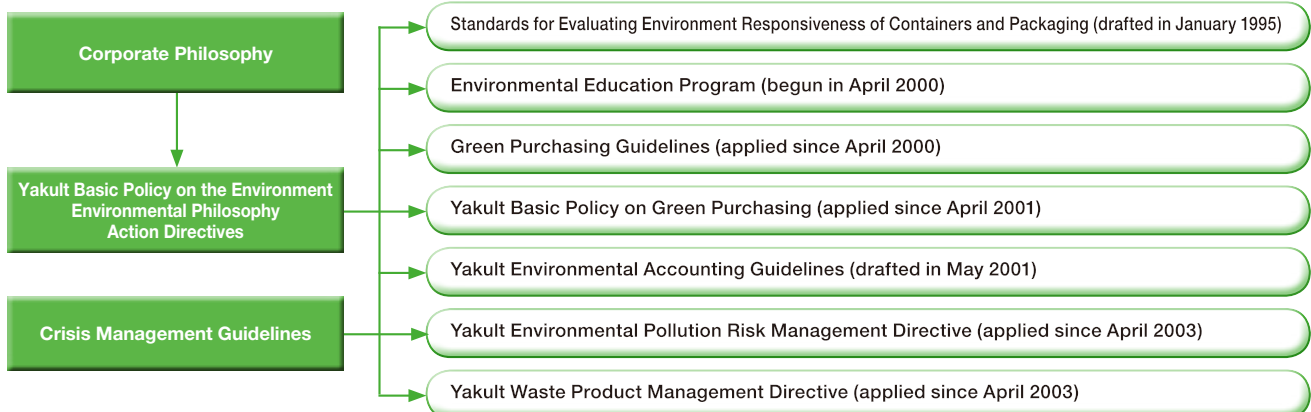 Corporate Philosophy
Yakult Basic Policy on the Environment
Environmental Philosophy
Action Directives
Crisis Management Guidelines
Standards for Evaluating Environment Responsiveness of Containers and Packaging (drafted in January 1995)
Environmental Education Program (begun in April 2000)
Green Purchasing Guidelines (applied since April 2000)
Yakult Basic Policy on Green Purchasing (applied since April 2001)
Yakult Environmental Accounting Guidelines (drafted in May 2001)
Yakult Environmental Pollution Risk Management Directive (applied since April 2003)
Yakult Waste Product Management Directive (applied since April 2003)